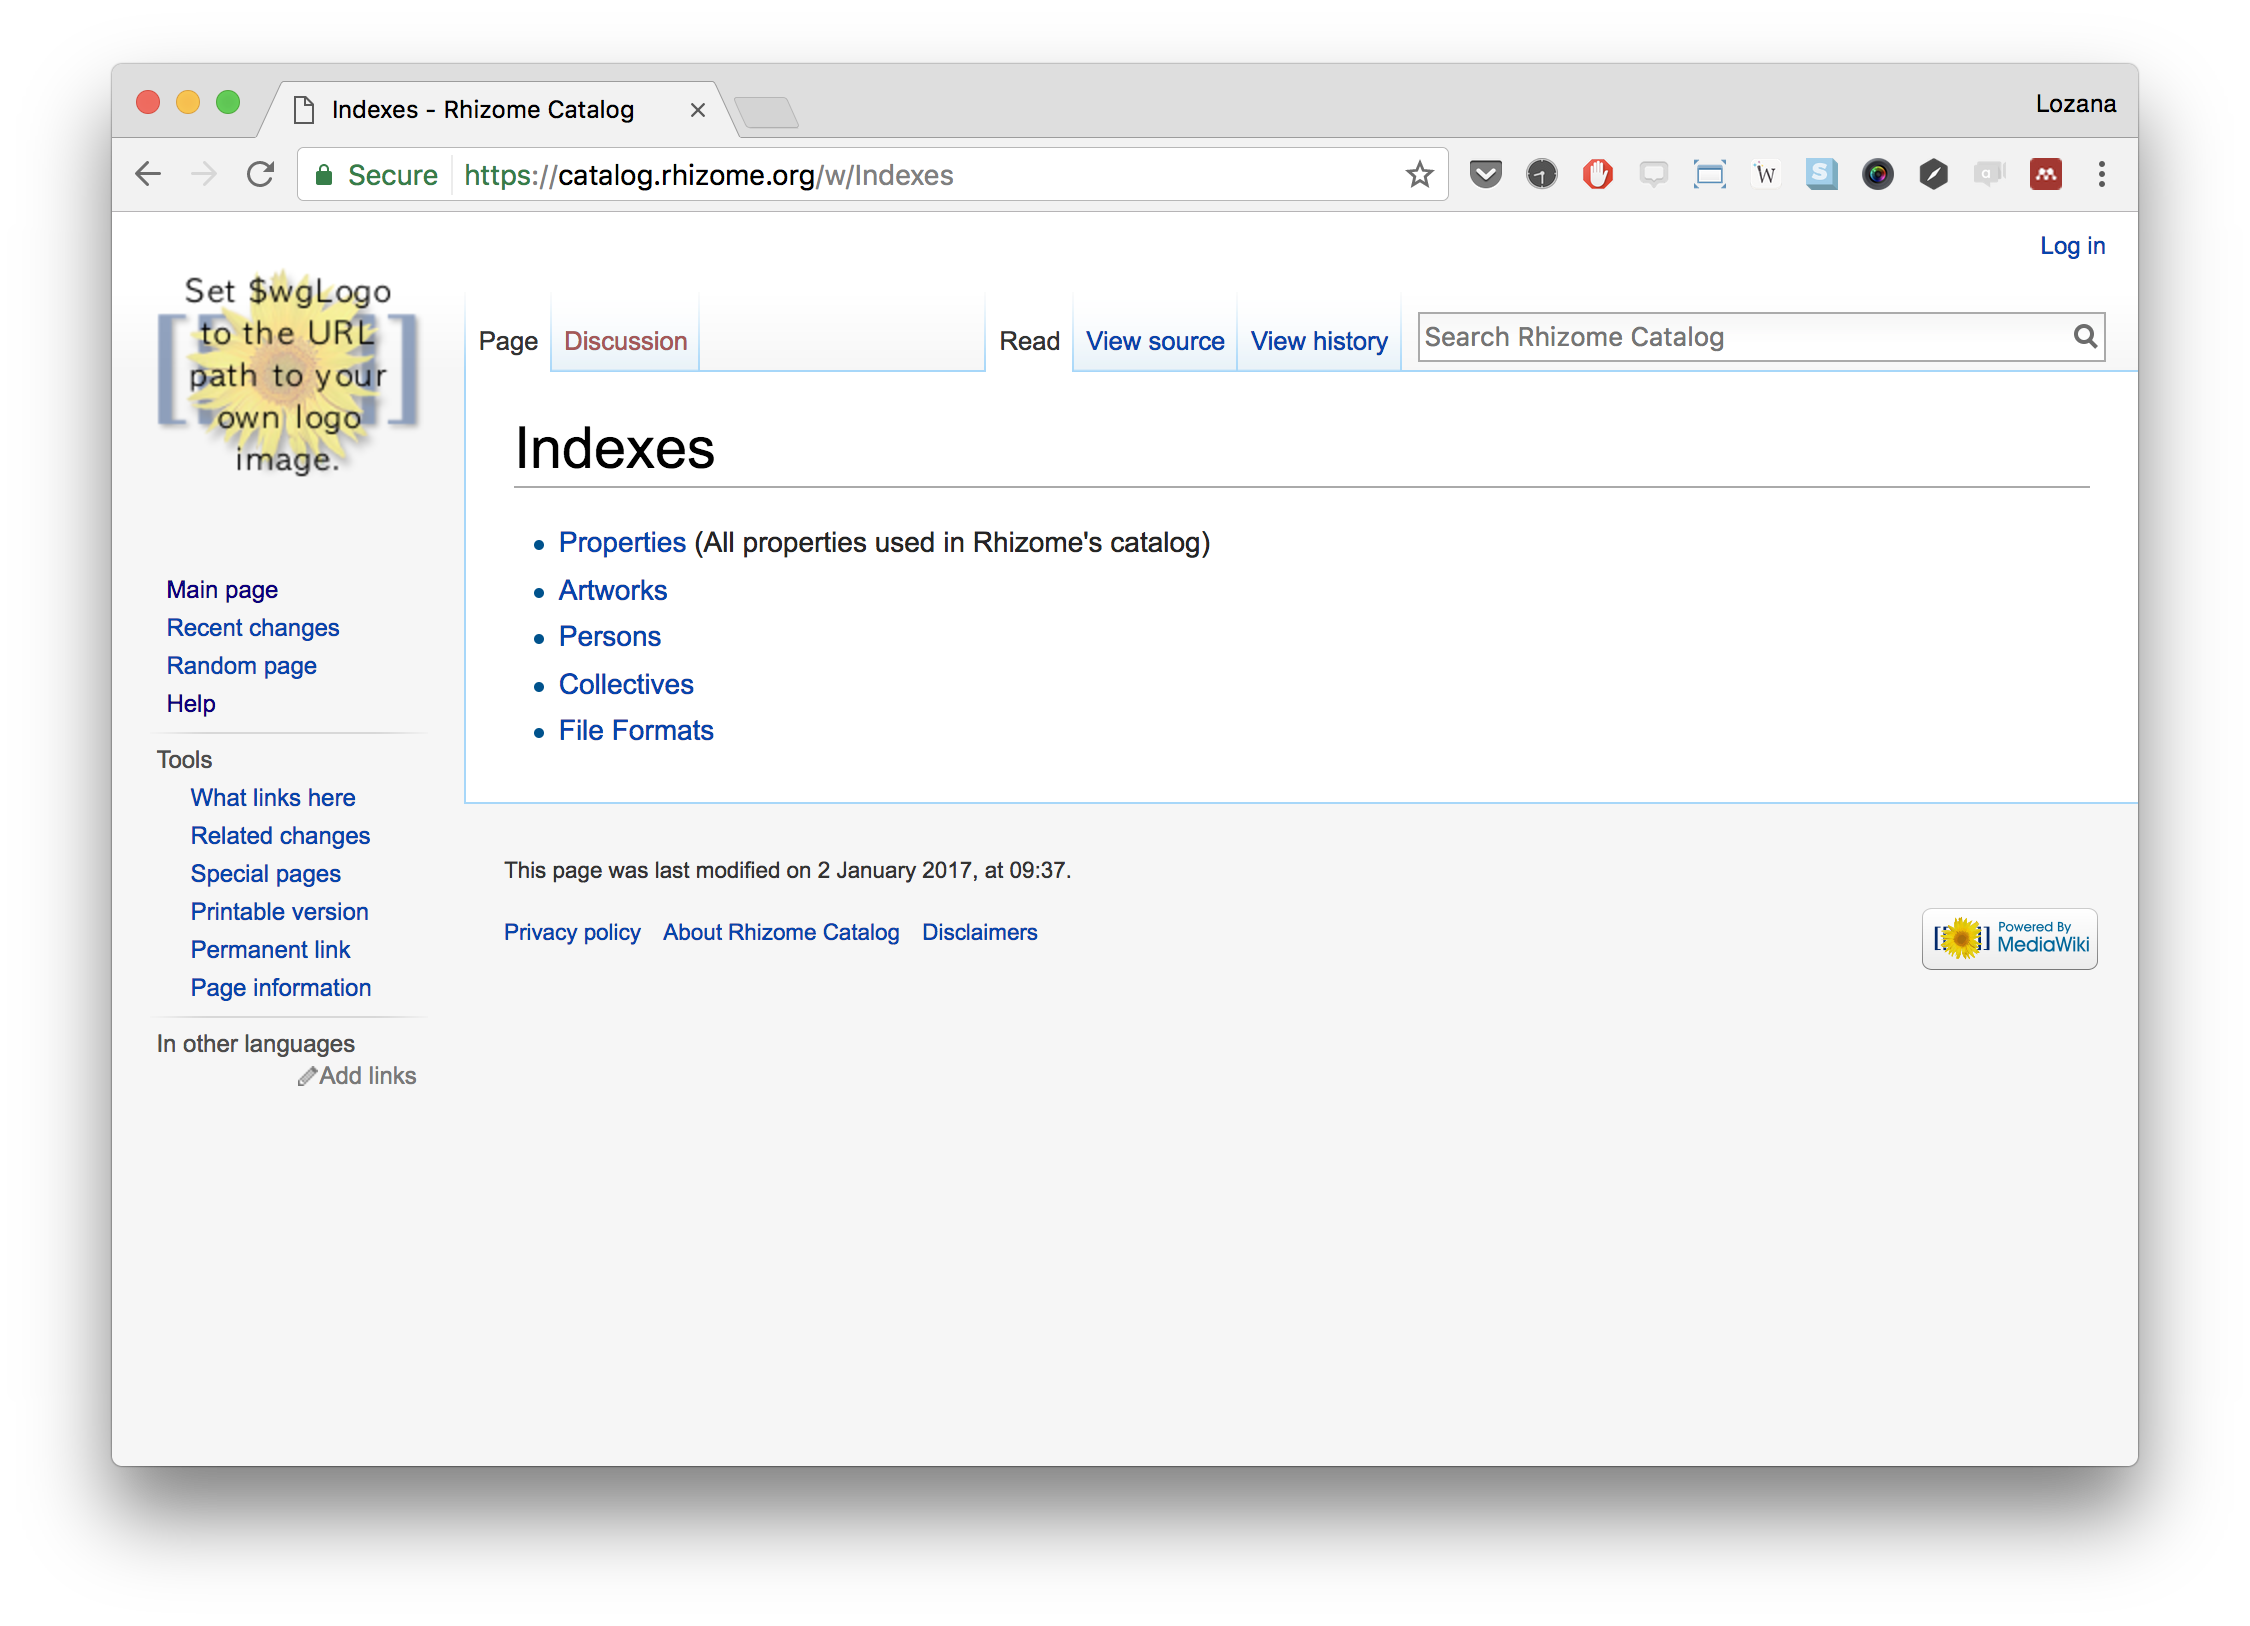 Indexes - Rhizome Catalog
Lozana
Secure https://catalog.rhizome.org/w/Indexes
Log in
Set $wgLogo
to the URL
path to your
own logo
image.
Page Discussion Read View source View history Search Rhizome Catalog
Indexes
Properties (All properties used in Rhizome's catalog)
Artworks
Persons
Collectives
File Formats
Main page
Recent changes
Random page
Help
Tools
What links here
Related changes
Special pages
Printable version
Permanent link
Page information
In other languages
Add links
This page was last modified on 2 January 2017, at 09:37.
Privacy policy About Rhizome Catalog Disclaimers
Powered By
MediaWiki